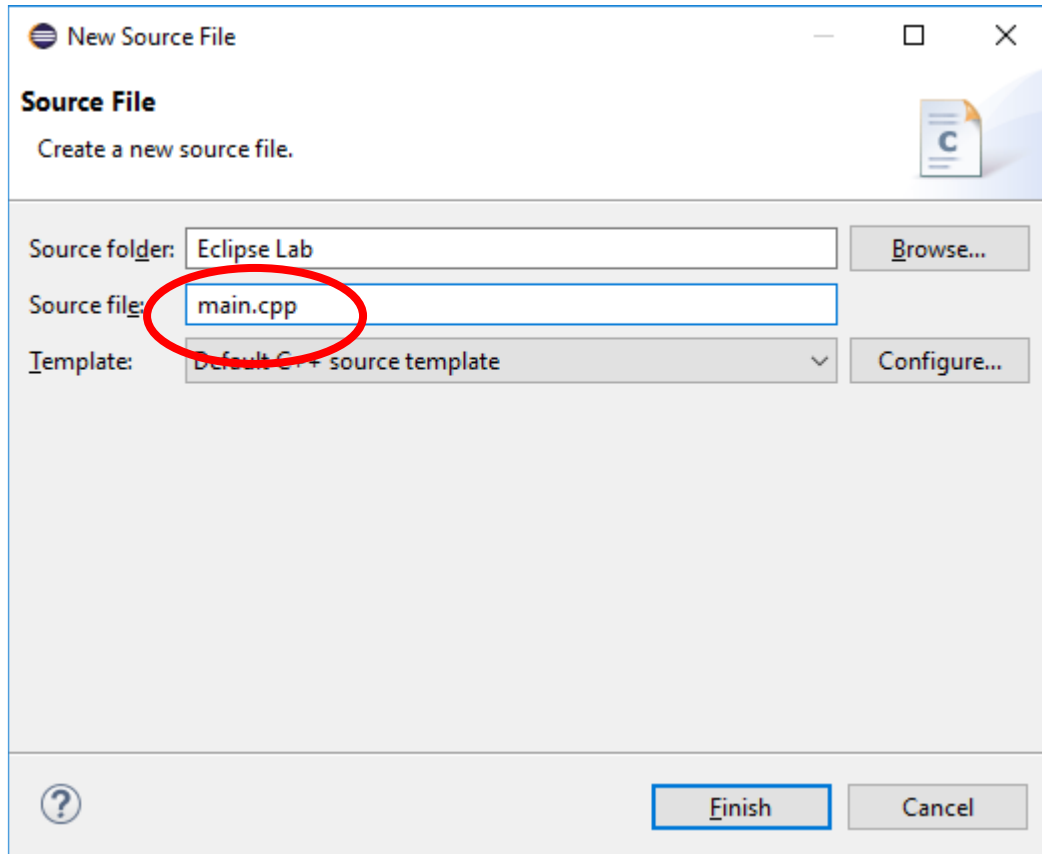 New Source File
Source File
Create a new source file.
C
Source folder: Eclipse Lab Browse...
Source file: main.cpp
Template: Default C++ source template Configure...
? Finish Cancel